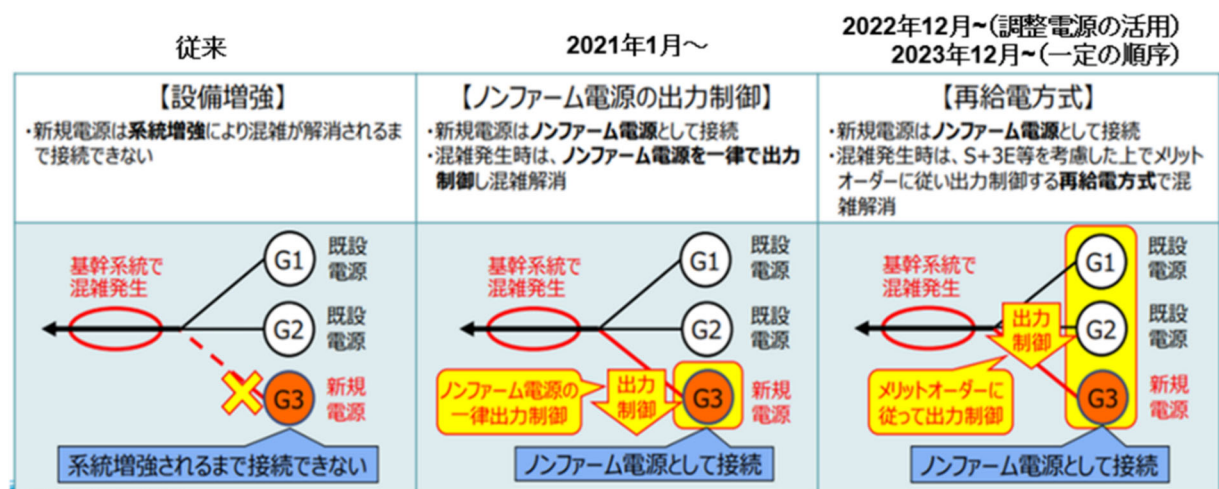 従来
【設備増強】
・新規電源は系統増強により混雑が解消されるま
で接続できない
基幹系統で
混雑発生
G1
既設
電源
G2
既設
電源
G3
新規
電源
系統増強されるまで接続できない
2021年1月～
【ノンファーム電源の出力制御】
・新規電源はノンファーム電源として接続
・混雑発生時は、ノンファーム電源を一律で出力
制御し混雑解消
基幹系統で
混雑発生
G1
既設
電源
G2
既設
電源
ノンファーム電源の
一律出力制御
出力
制御
G3
新規
電源
ノンファーム電源として接続
2022年12月~（調整電源の活用）
2023年12月~（一定の順序）
【再給電方式】
・新規電源はノンファーム電源として接続
・混雑発生時は、S+3E等を考慮した上でメリット
オーダーに従い出力制御する再給電方式で混
雑解消
基幹系統で
混雑発生
G1
既設
電源
出力
制御
G2
既設
電源
メリットオーダーに
従って出力制御
G3
新規
電源
ノンファーム電源として接続